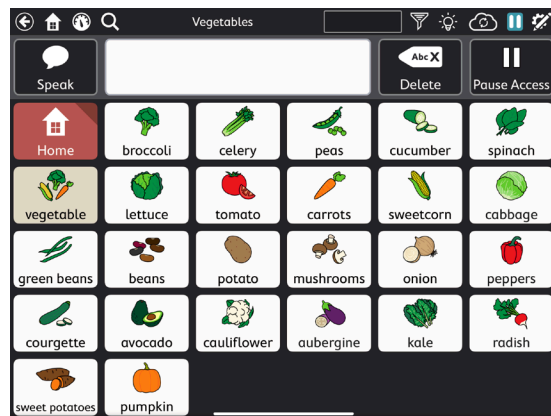 Vegetables
Speak
Abc X
Delete
Pause Access
Home
broccoli
celery
peas
cucumber
spinach
vegetable
lettuce
tomato
carrots
sweetcorn
cabbage
green beans
beans
potato
mushrooms
onion
peppers
courgette
avocado
cauliflower
aubergine
kale
radish
sweet potatoes
pumpkin